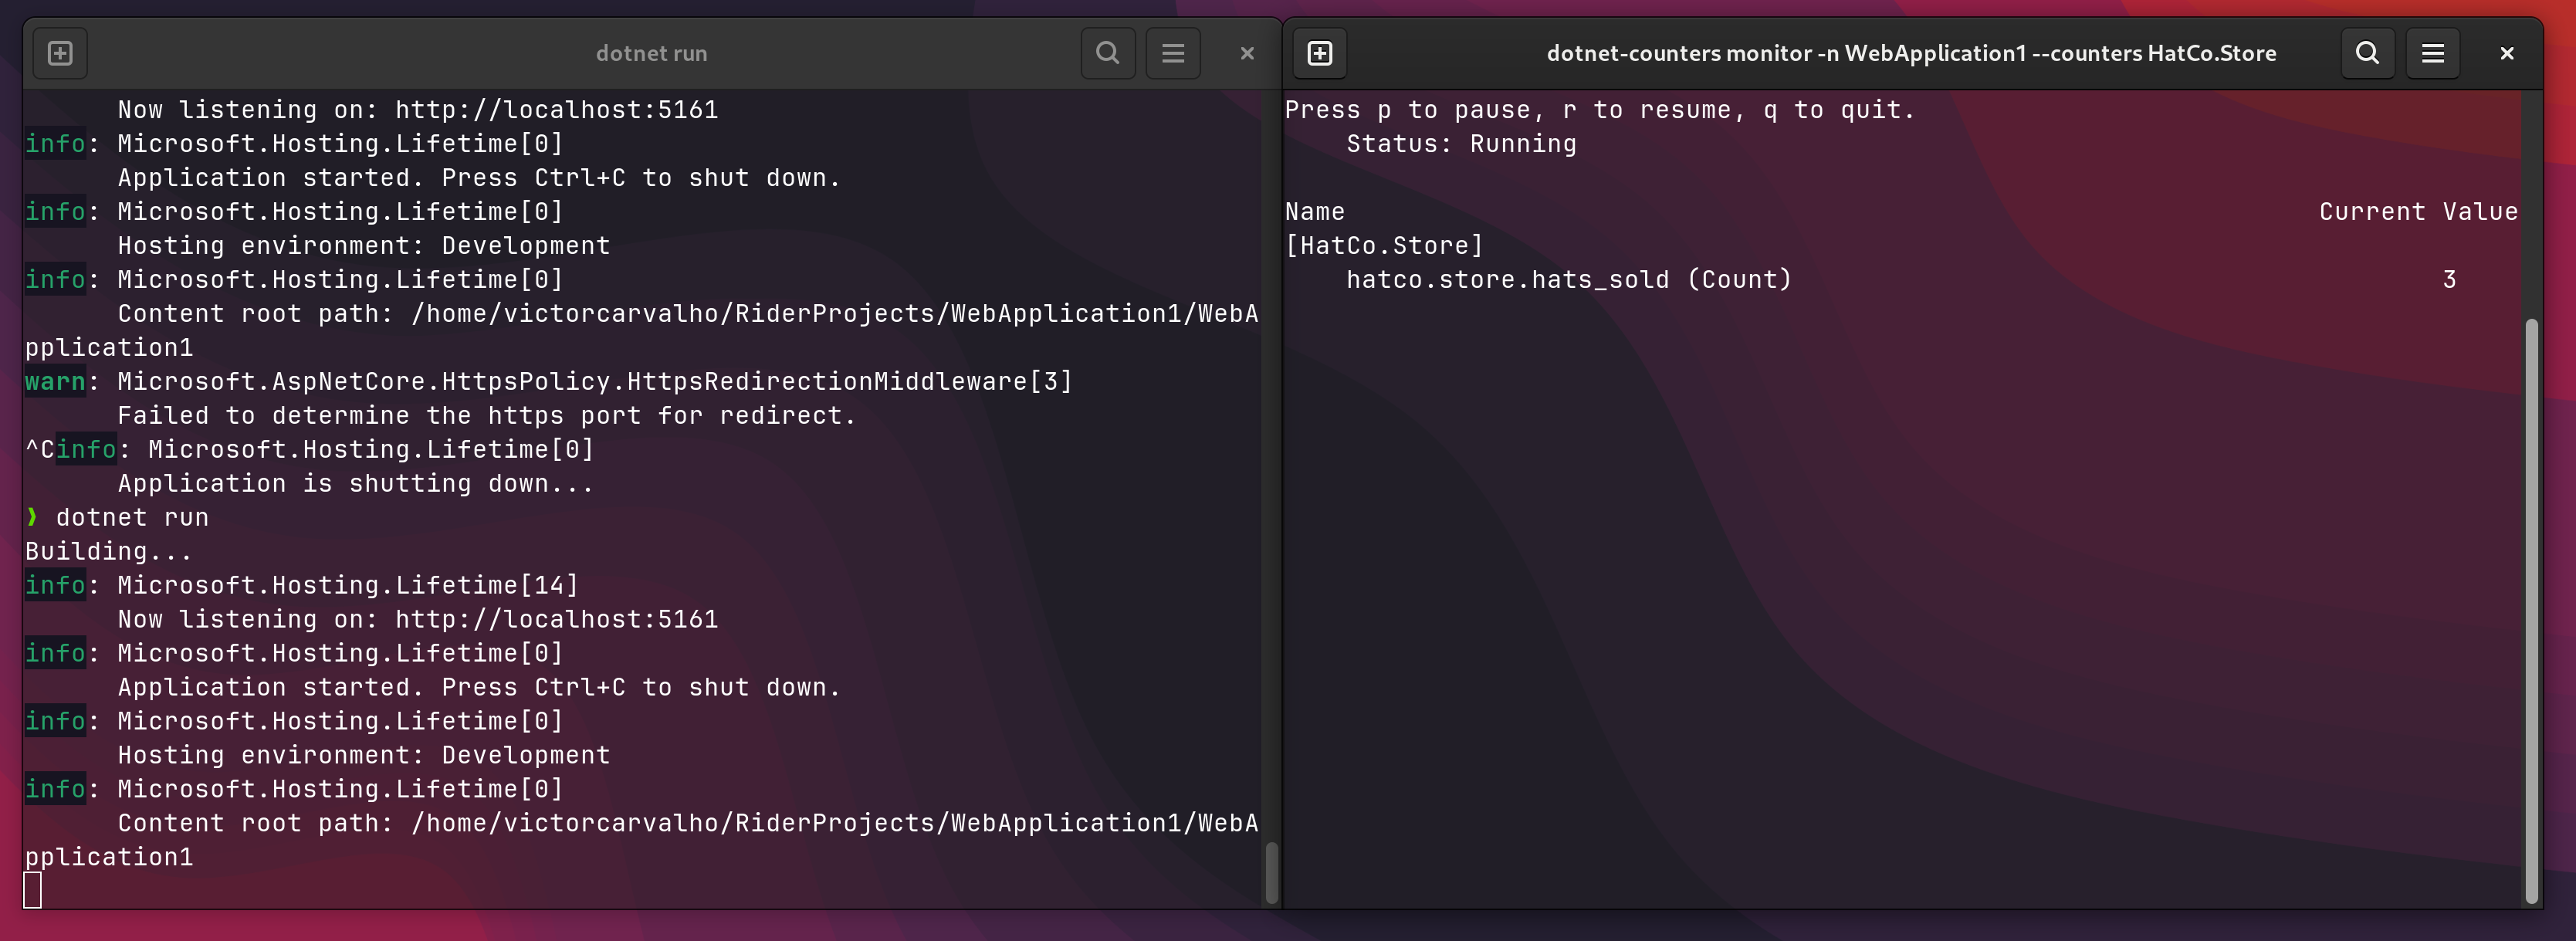 dotnet run
Now listening on: http://localhost:5161
info: Microsoft.Hosting.Lifetime[0]
Application started. Press Ctrl+C to shut down.
info: Microsoft.Hosting.Lifetime[0]
Hosting environment: Development
info: Microsoft.Hosting.Lifetime[0]
Content root path: /home/victorcarvalho/RiderProjects/WebApplication1/WebA
pplication1
warn: Microsoft.AspNetCore.HttpsPolicy.HttpsRedirectionMiddleware[3]
Failed to determine the https port for redirect.
^Cinfo: Microsoft.Hosting.Lifetime[0]
Application is shutting down...
❯ dotnet run
Building...
info: Microsoft.Hosting.Lifetime[14]
Now listening on: http://localhost:5161
info: Microsoft.Hosting.Lifetime[0]
Application started. Press Ctrl+C to shut down.
info: Microsoft.Hosting.Lifetime[0]
Hosting environment: Development
info: Microsoft.Hosting.Lifetime[0]
Content root path: /home/victorcarvalho/RiderProjects/WebApplication1/WebA
pplication1
dotnet-counters monitor -n WebApplication1 --counters HatCo.Store
Press p to pause, r to resume, q to quit.
Status: Running
Name Current Value
[HatCo.Store]
hatco.store.hats_sold (Count) 3